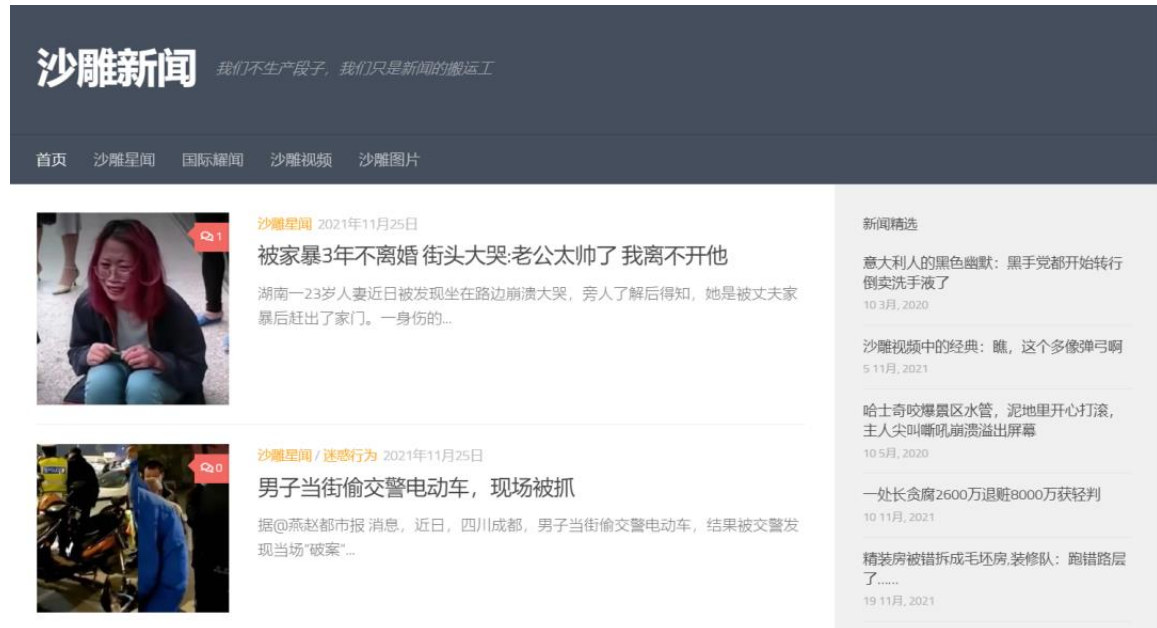 沙雕新闻 我们不生产段子，我们只是新闻的搬运工
首页 沙雕星闻 国际耀闻 沙雕视频 沙雕图片
1
沙雕星闻 2021年11月25日
被家暴3年不离婚 街头大哭:老公太帅了 我离不开他
湖南一23岁人妻近日被发现坐在路边崩溃大哭，旁人了解后得知，她是被丈夫家
暴后赶出了家门。一身伤的...
0
沙雕星闻 / 迷惑行为 2021年11月25日
男子当街偷交警电动车，现场被抓
据@燕赵都市报 消息，近日，四川成都，男子当街偷交警电动车，结果被交警发
现当场“破案”...
新闻精选
意大利人的黑色幽默：黑手党都开始转行
倒卖洗手液了
10 3月, 2020
沙雕视频中的经典：瞧，这个多像弹弓啊
5 11月, 2021
哈士奇咬爆景区水管，泥地里开心打滚，
主人尖叫嘶吼崩溃溢出屏幕
10 5月, 2020
一处长贪腐2600万退赃8000万获轻判
10 11月, 2021
精装房被错拆成毛坯房,装修队：跑错路层
了......
19 11月, 2021